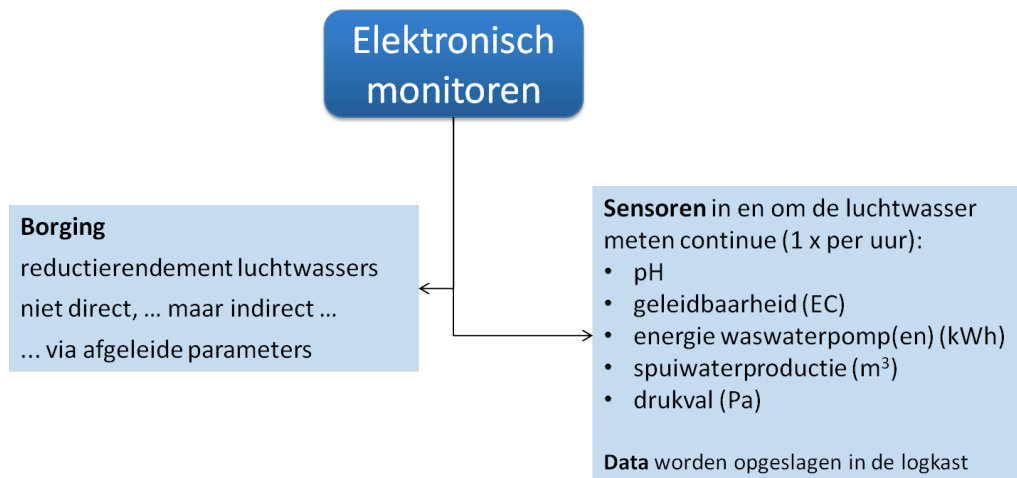 Elektronisch
monitoren
Borging
reductierendement luchtwassers
niet direct, … maar indirect …
... via afgeleide parameters
Sensoren in en om de luchtwasser
meten continue (1 x per uur):
• pH
• geleidbaarheid (EC)
• energie waswaterpomp(en) (kWh)
• spuiwaterproductie (m³)
• drukval (Pa)
Data worden opgeslagen in de logkast